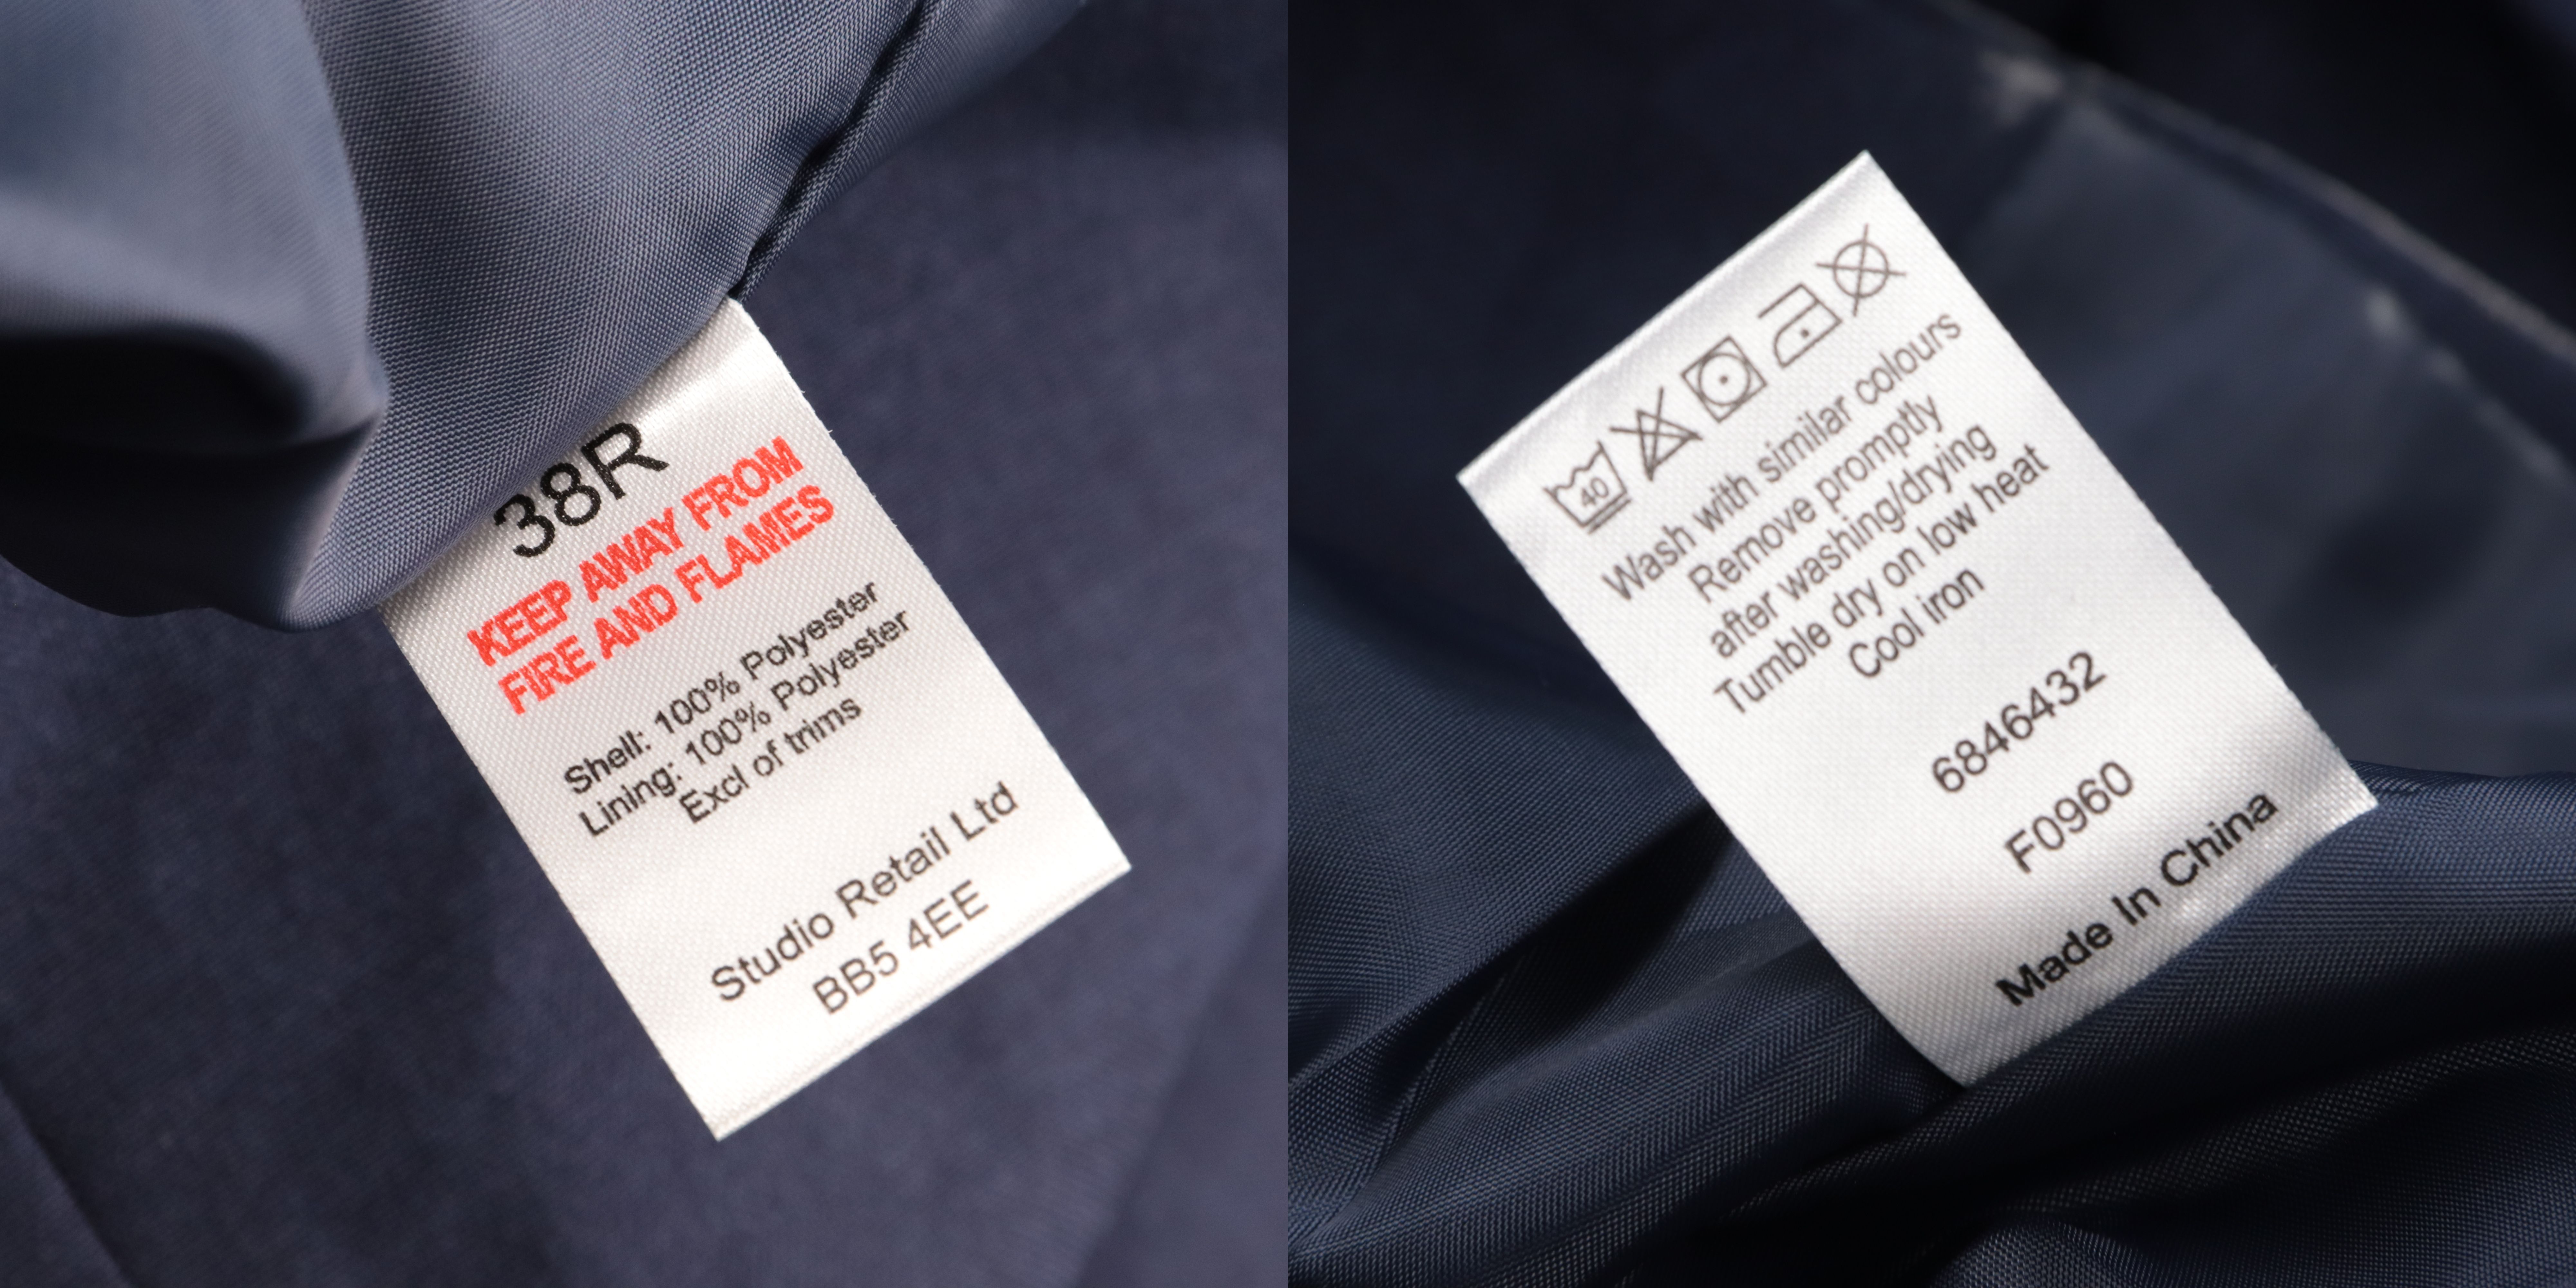 38R
KEEP AWAY FROM
FIRE AND FLAMES
Shell: 100% Polyester
Lining: 100% Polyester
Excl of trims
Studio Retail Ltd
BB5 4EE
40
Wash with similar colours
Remove promptly
after washing/drying
Tumble dry on low heat
Cool iron
6846432
F0960
Made In China